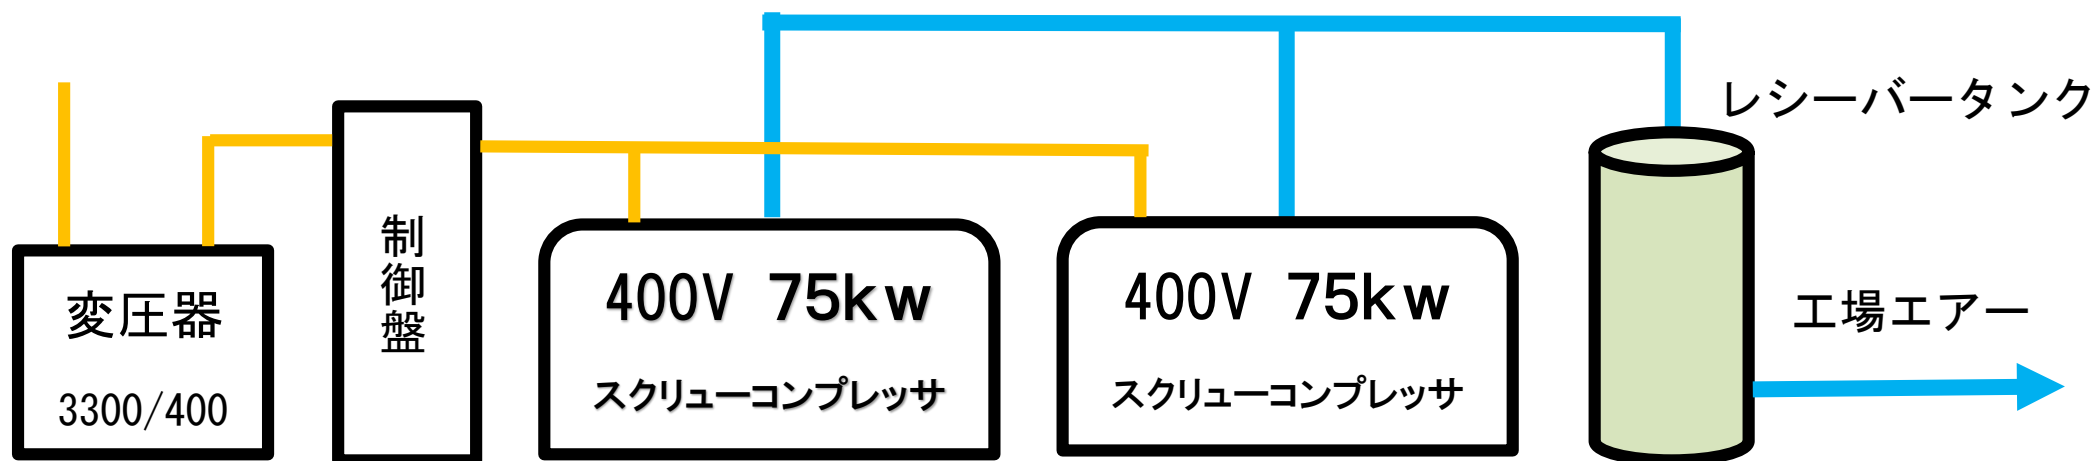 レシーバータンク
制御盤
変圧器
3300/400
400V 75kw
スクリューコンプレッサ
400V 75kw
スクリューコンプレッサ
工場エアー